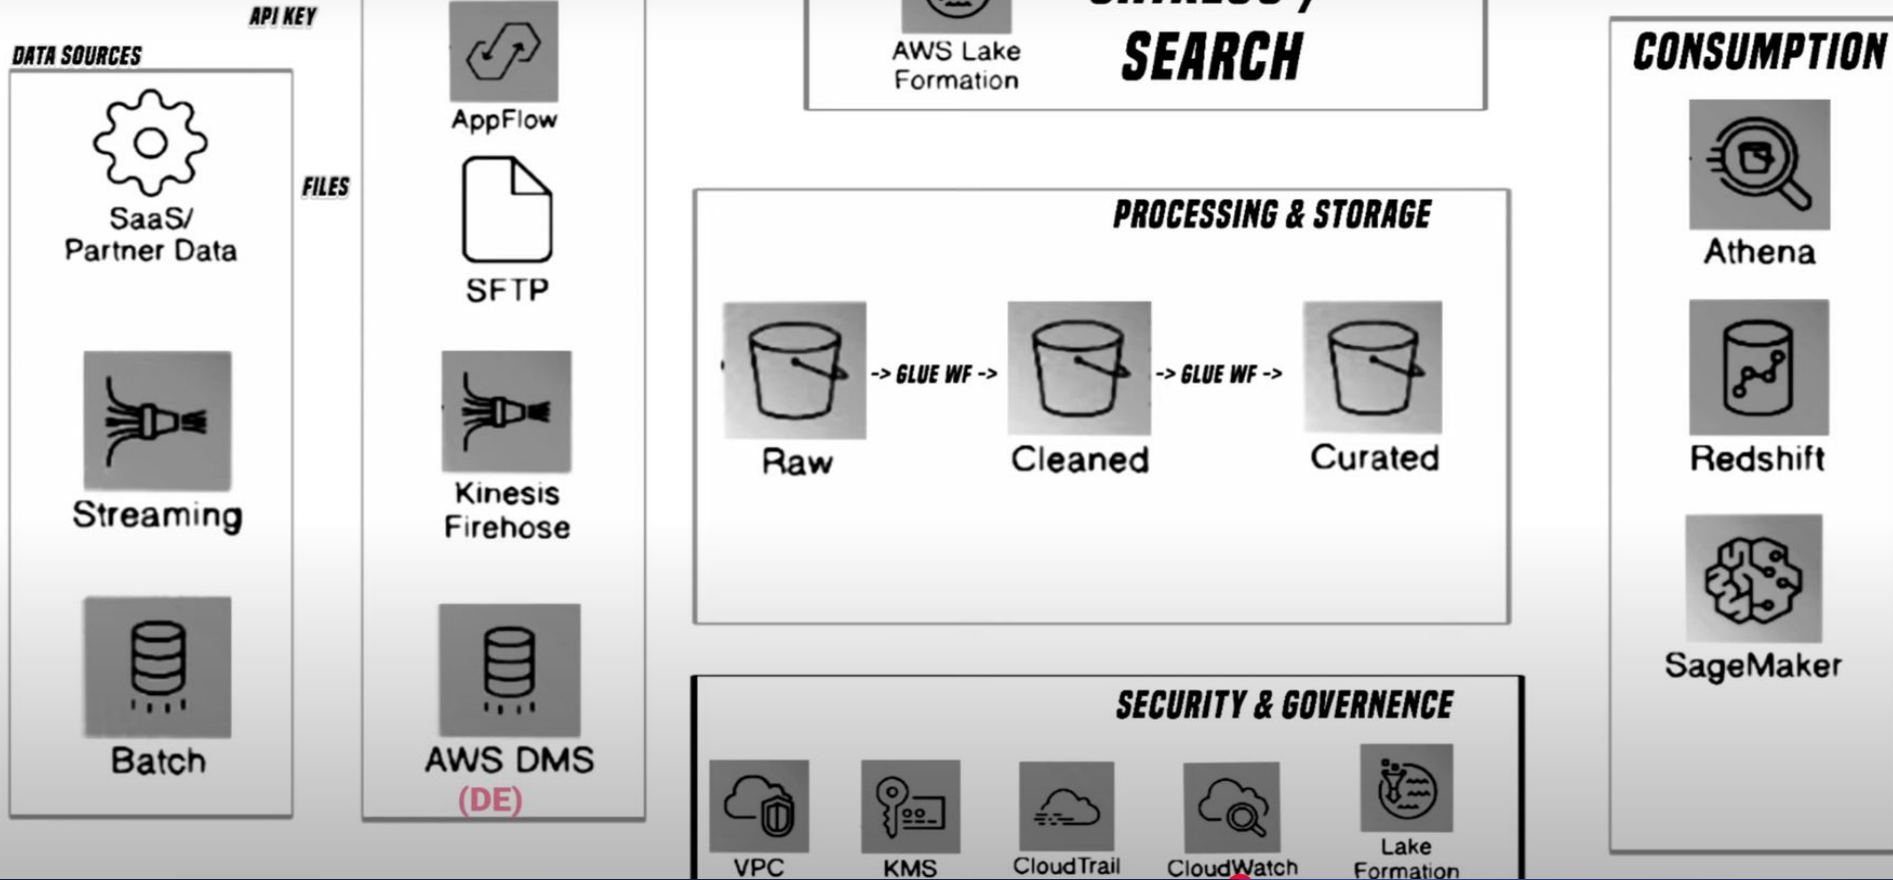 API KEY
DATA SOURCES
SaaS/
Partner Data
Streaming
Batch
FILES
AppFlow
SFTP
Kinesis
Firehose
AWS DMS
(DE)
AWS Lake
Formation
SEARCH
PROCESSING & STORAGE
-> GLUE WF ->
-> GLUE WF ->
Raw
Cleaned
Curated
SECURITY & GOVERNENCE
VPC
KMS
CloudTrail
CloudWatch
Lake
Formation
CONSUMPTION
Athena
Redshift
SageMaker